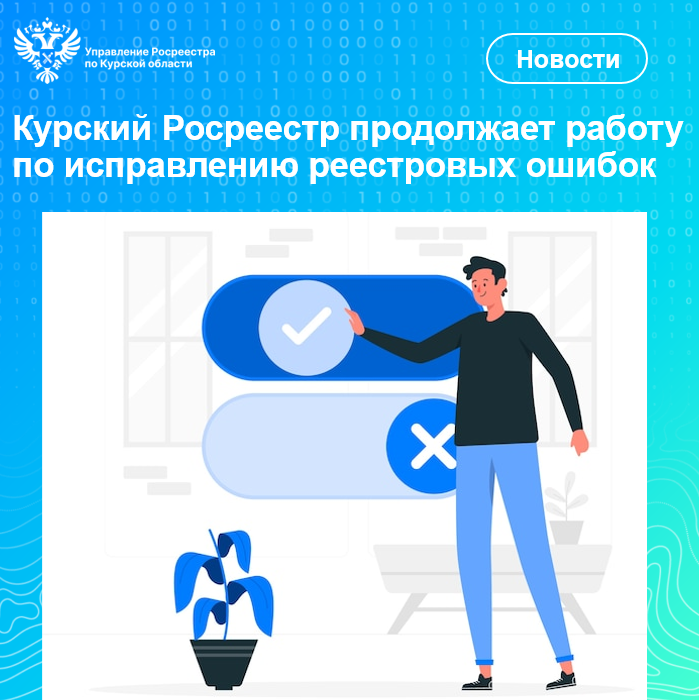 Управление Росреестра
по Курской области
Новости
Курский Росреестр продолжает работу
по исправлению реестровых ошибок